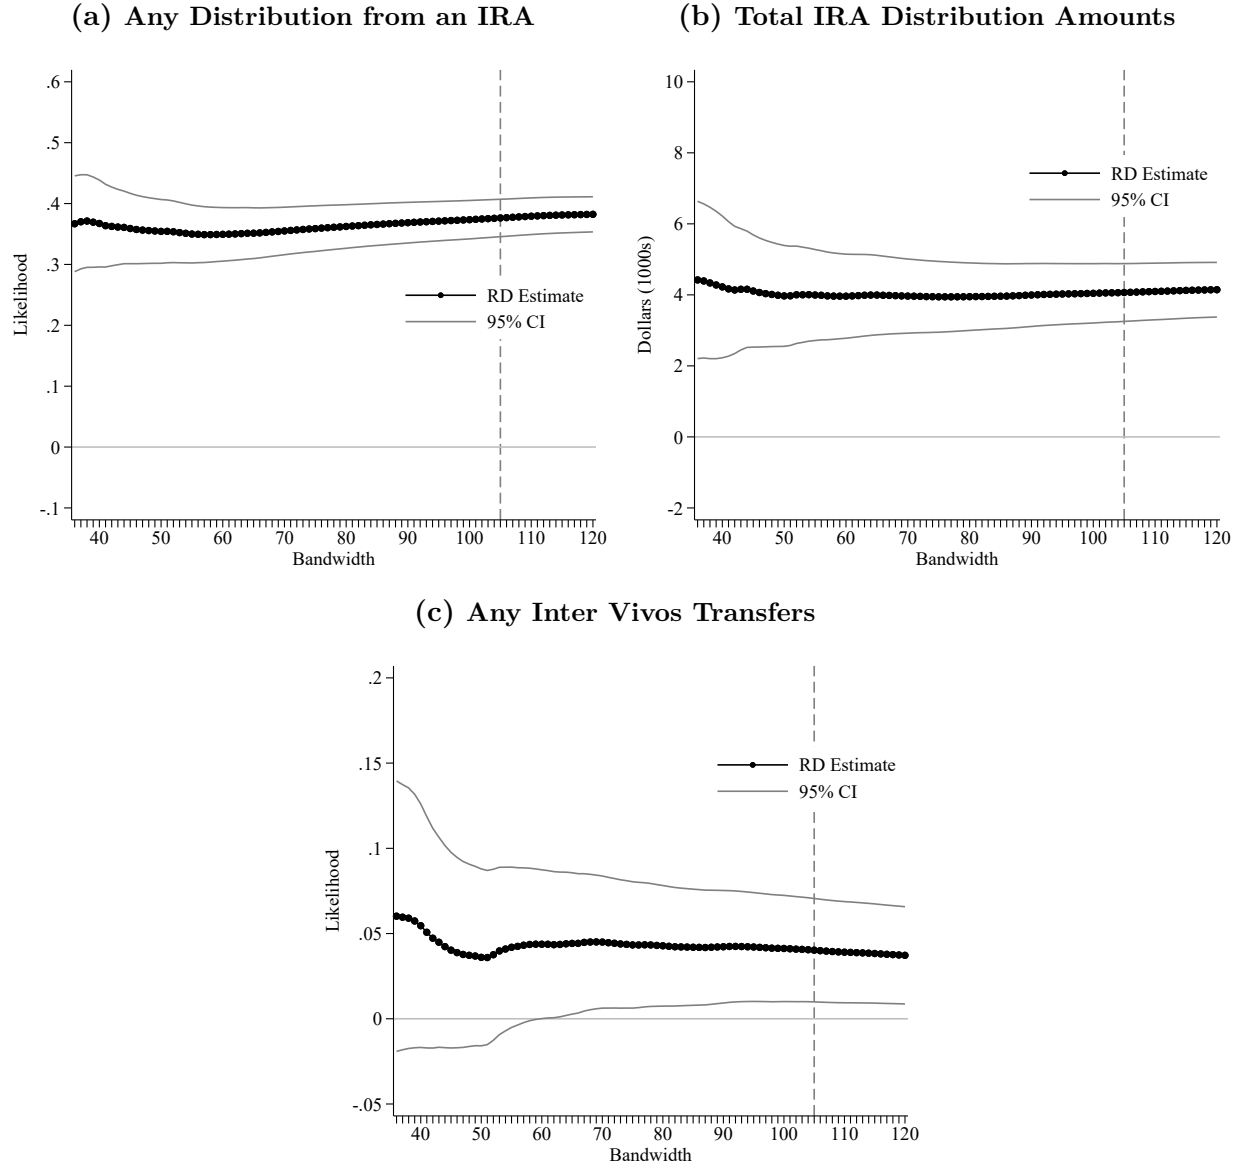 (a) Any Distribution from an IRA
.6
.5
.4
.3
.2
.1
0
-.1
Likelihood
RD Estimate
95% CI
40 50 60 70 80 90 100 110 120
Bandwidth
(b) Total IRA Distribution Amounts
10
8
6
4
2
0
-2
Dollars (1000s)
RD Estimate
95% CI
40 50 60 70 80 90 100 110 120
Bandwidth
(c) Any Inter Vivos Transfers
.2
.15
.1
.05
0
-.05
Likelihood
RD Estimate
95% CI
40 50 60 70 80 90 100 110 120
Bandwidth